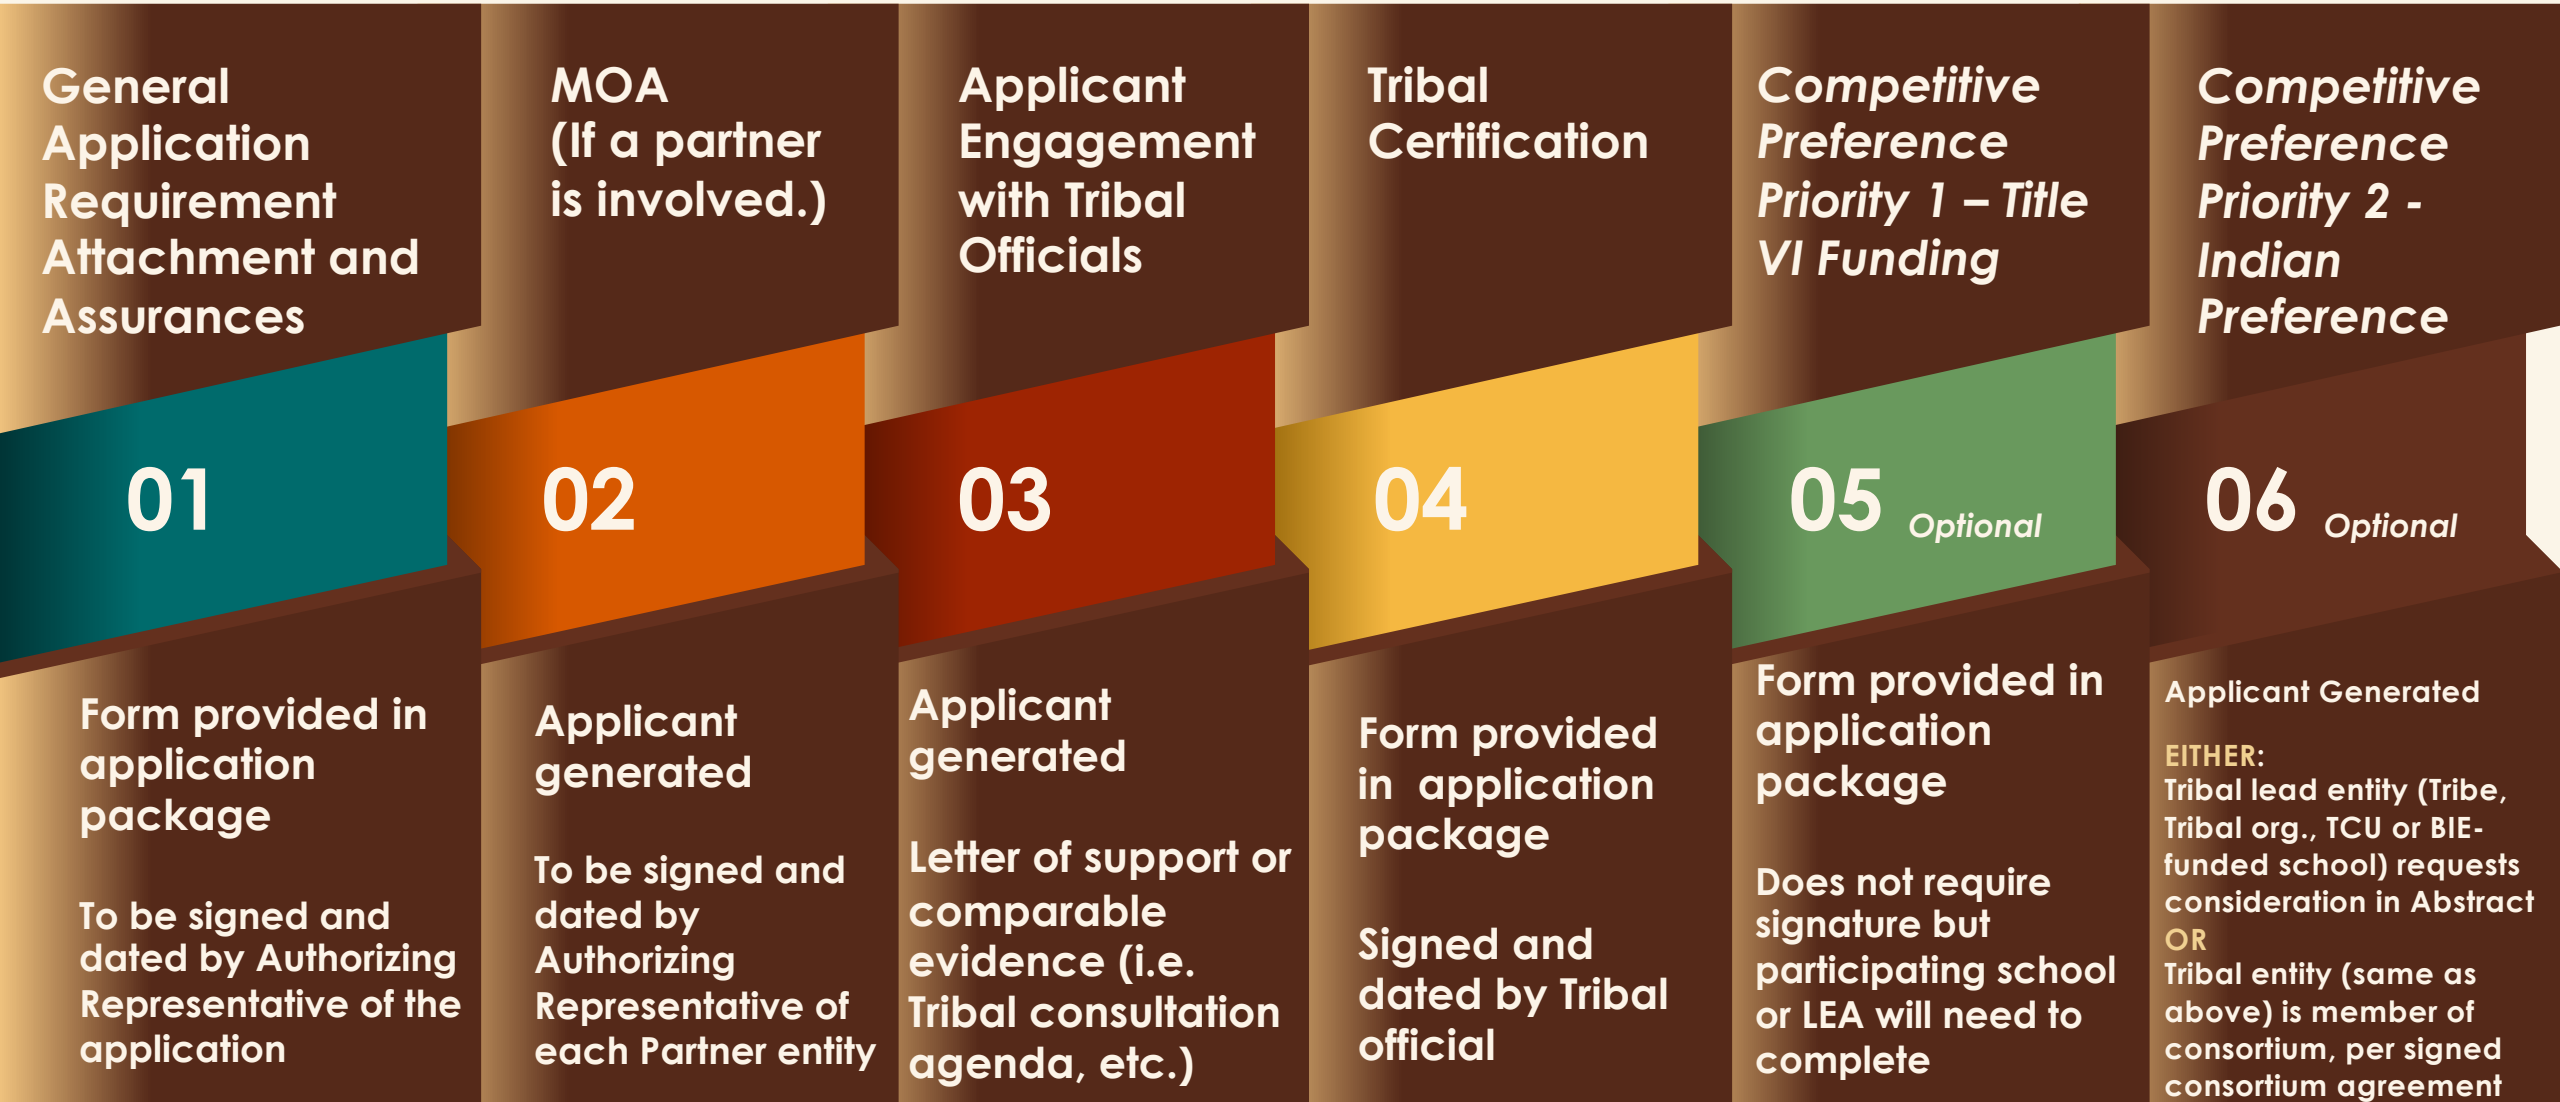 General
Application
Requirement
Attachment and
Assurances
01
Form provided in
application
package
To be signed and
dated by Authorizing
Representative of the
application
MOA
(If a partner
is involved.)
02
Applicant
generated
To be signed and
dated by
Authorizing
Representative of
each Partner entity
Applicant
Engagement
with Tribal
Officials
03
Applicant
generated
Letter of support or
comparable
evidence (i.e.
Tribal consultation
agenda, etc.)
Tribal
Certification
04
Form provided
in  application
package
Signed and
dated by Tribal
official
Competitive
Preference
Priority 1 – Title
VI Funding
05 Optional
Form provided in
application
package
Does not require
signature but
participating school
or LEA will need to
complete
Competitive
Preference
Priority 2 -
Indian
Preference
06 Optional
Applicant Generated
EITHER:
Tribal lead entity (Tribe,
Tribal org., TCU or BIE-
funded school) requests
consideration in Abstract
OR
Tribal entity (same as
above) is member of
consortium, per signed
consortium agreement